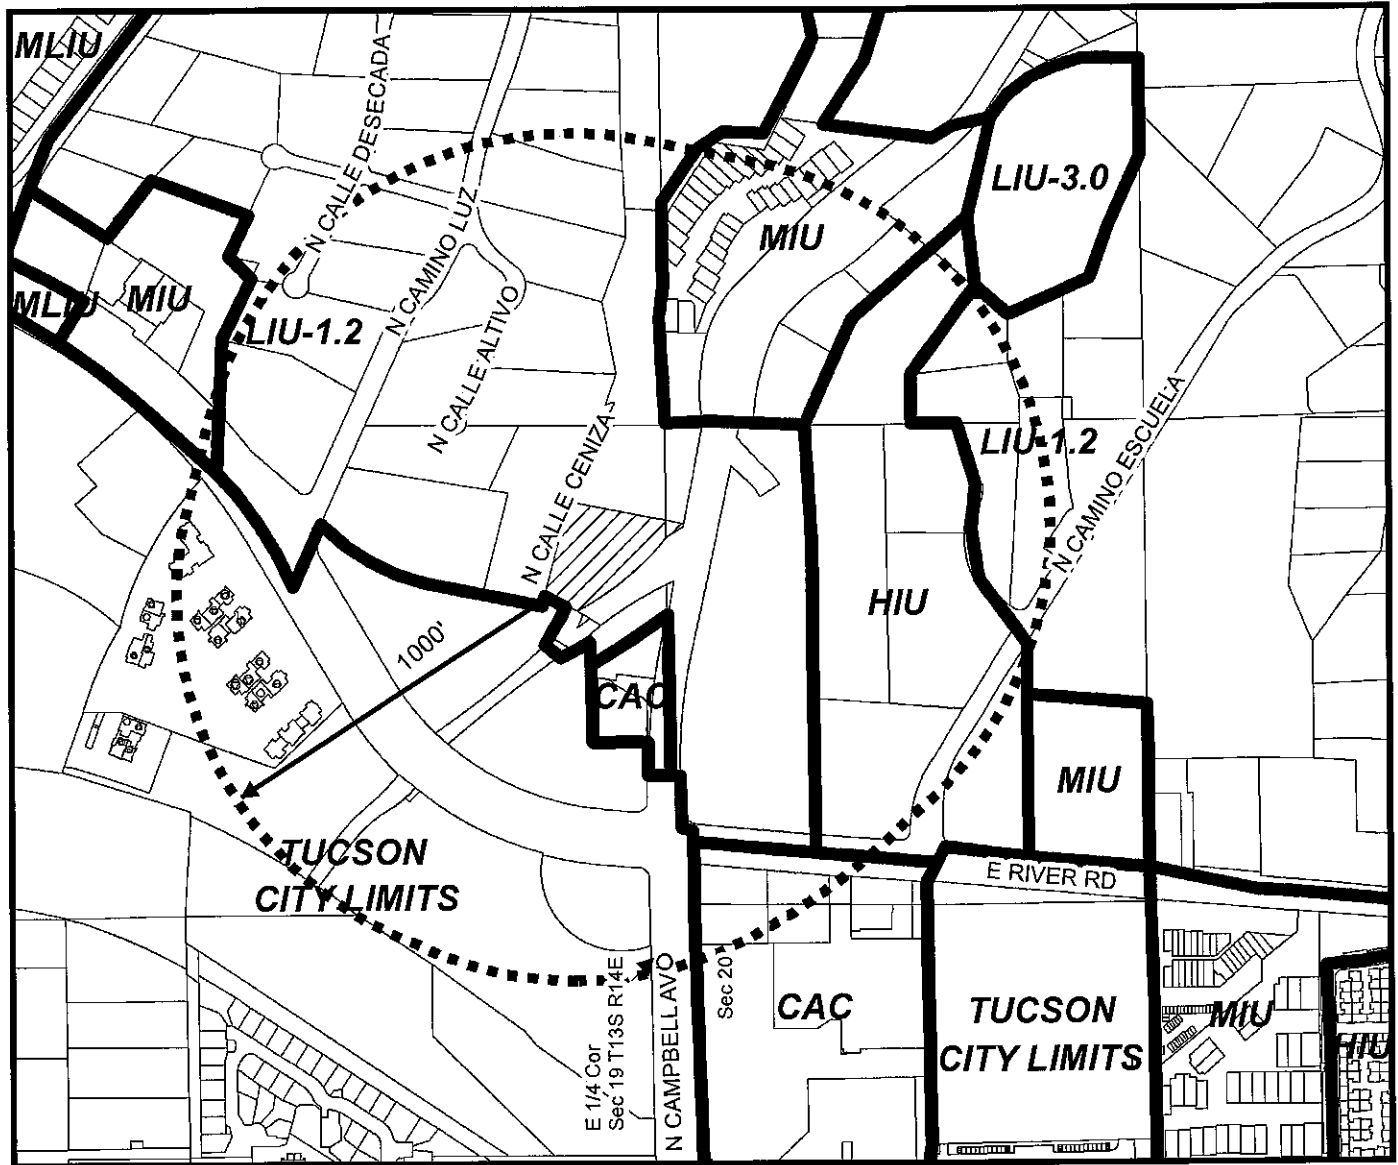 MLIU
N CALLE DESECADA
LIU-3.0
N CAMINO LUZ
MIU
MLIU
MIU
LIU-1.2
N CALLE ALTIVO
N CALLE CENIZA
LIU-1.2
N CAMINO ESCUELA
HIU
1000'
CAC
MIU
TUCSON
CITY LIMITS
E RIVER RD
E 1/4 Cor
Sec 19 T13S R14E
N CAMPBELL AVO
Sec 20
CAC
TUCSON
CITY LIMITS
MIU
HIU